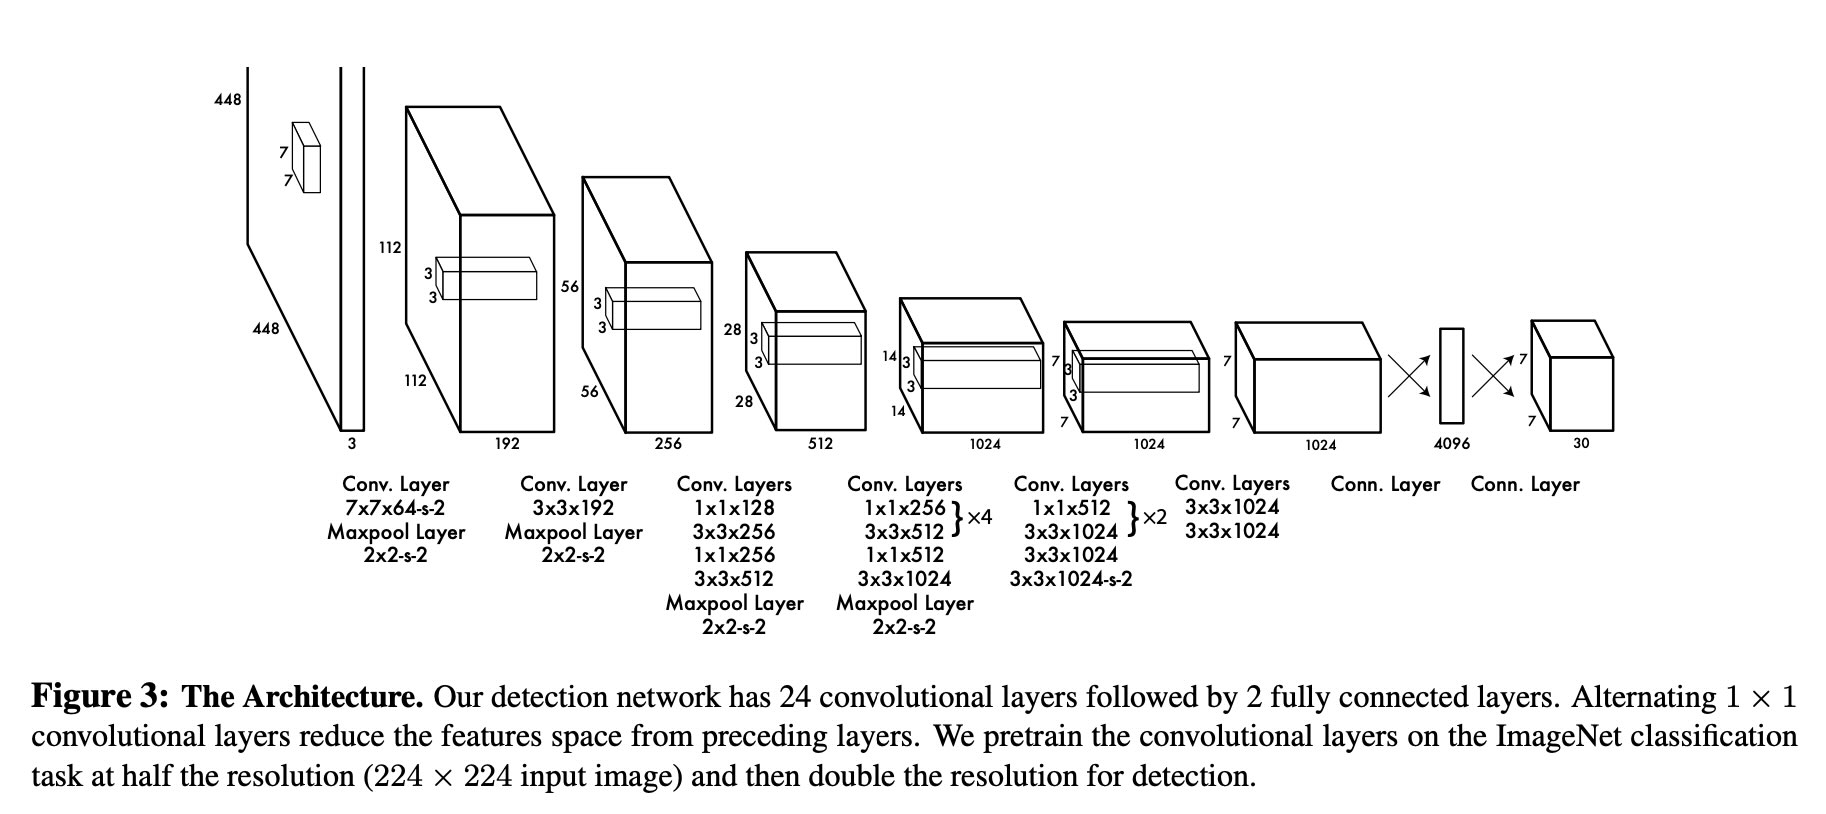 448
7
7
448
3
112
3
3
112
192
56
3
3
56
256
28
3
3
28
512
14
3
3
14
1024
7
3
3
7
1024
7
7
1024
4096
7
7
30
Conv. Layer
7x7x64-s-2
Maxpool Layer
2x2-s-2
Conv. Layer
3x3x192
Maxpool Layer
2x2-s-2
Conv. Layers
1x1x128
3x3x256
1x1x256
3x3x512
Maxpool Layer
2x2-s-2
Conv. Layers
1x1x256
3x3x512
}×4
1x1x512
3x3x1024
Maxpool Layer
2x2-s-2
Conv. Layers
1x1x512
3x3x1024
}×2
3x3x1024
3x3x1024-s-2
Conv. Layers
3x3x1024
3x3x1024
Conn. Layer
Conn. Layer
Figure 3: The Architecture. Our detection network has 24 convolutional layers followed by 2 fully connected layers. Alternating 1 × 1
convolutional layers reduce the features space from preceding layers. We pretrain the convolutional layers on the ImageNet classification
task at half the resolution (224 × 224 input image) and then double the resolution for detection.